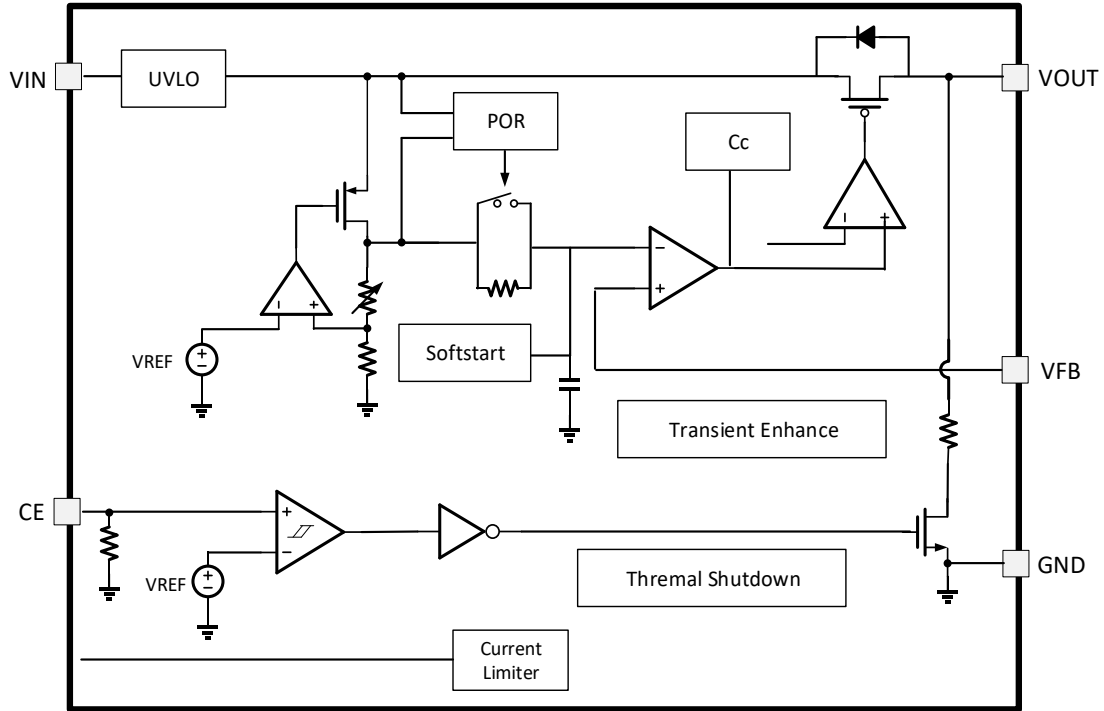 VIN
UVLO
VOUT
POR
Cc
VREF
Softstart
VFB
Transient Enhance
CE
VREF
Thremal Shutdown
GND
Current
Limiter